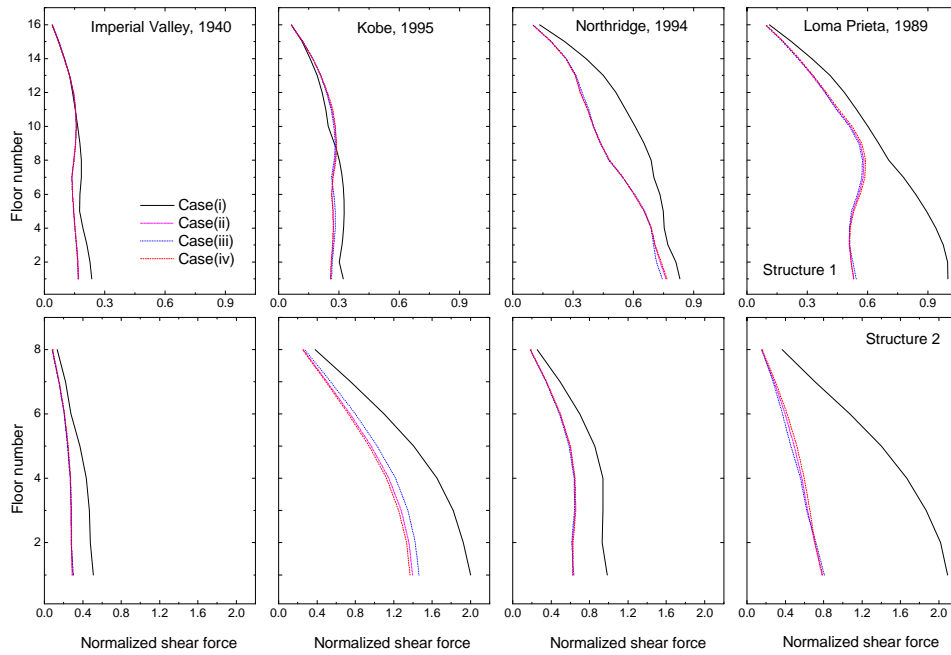 Imperial Valley, 1940
Kobe, 1995
Northridge, 1994
Loma Prieta, 1989
16
14
12
10
8
6
4
2
Floor number
Case(i)
Case(ii)
Case(iii)
Case(iv)
Structure 1
0.0 0.3 0.6 0.9
0.0 0.3 0.6 0.9
0.0 0.3 0.6 0.9
0.0 0.3 0.6 0.9
Structure 2
8
6
4
2
Floor number
0.0 0.4 0.8 1.2 1.6 2.0
0.0 0.4 0.8 1.2 1.6 2.0
0.0 0.4 0.8 1.2 1.6 2.0
0.0 0.4 0.8 1.2 1.6 2.0
Normalized shear force
Normalized shear force
Normalized shear force
Normalized shear force